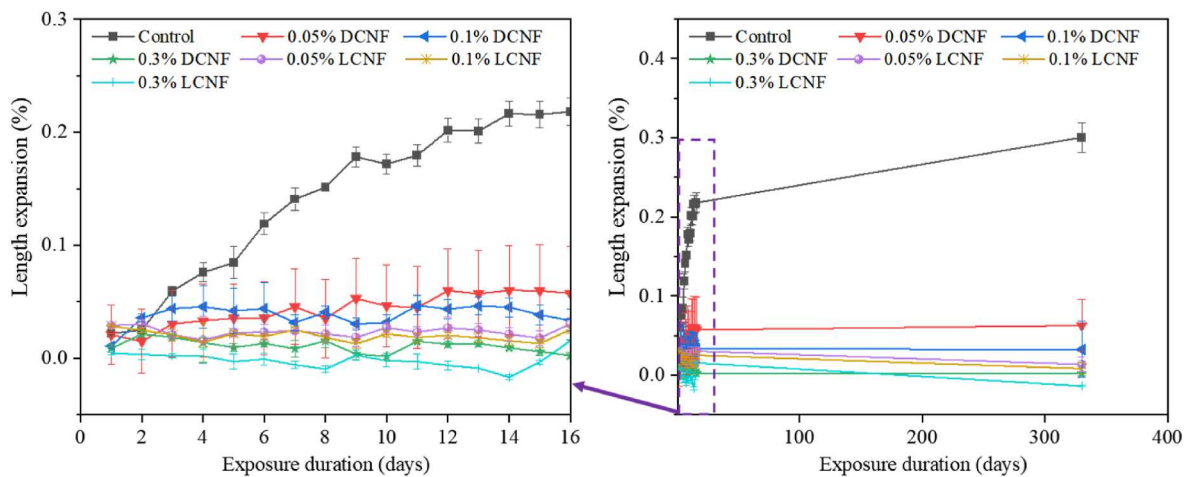 0.3
0.2
0.1
0.0
Length expansion (%)
Control
0.05% DCNF
0.1% DCNF
0.3% DCNF
0.05% LCNF
0.1% LCNF
0.3% LCNF
0 2 4 6 8 10 12 14 16
Exposure duration (days)
0.4
0.3
0.2
0.1
0.0
Length expansion (%)
Control
0.05% DCNF
0.1% DCNF
0.3% DCNF
0.05% LCNF
0.1% LCNF
0.3% LCNF
100 200 300 400
Exposure duration (days)